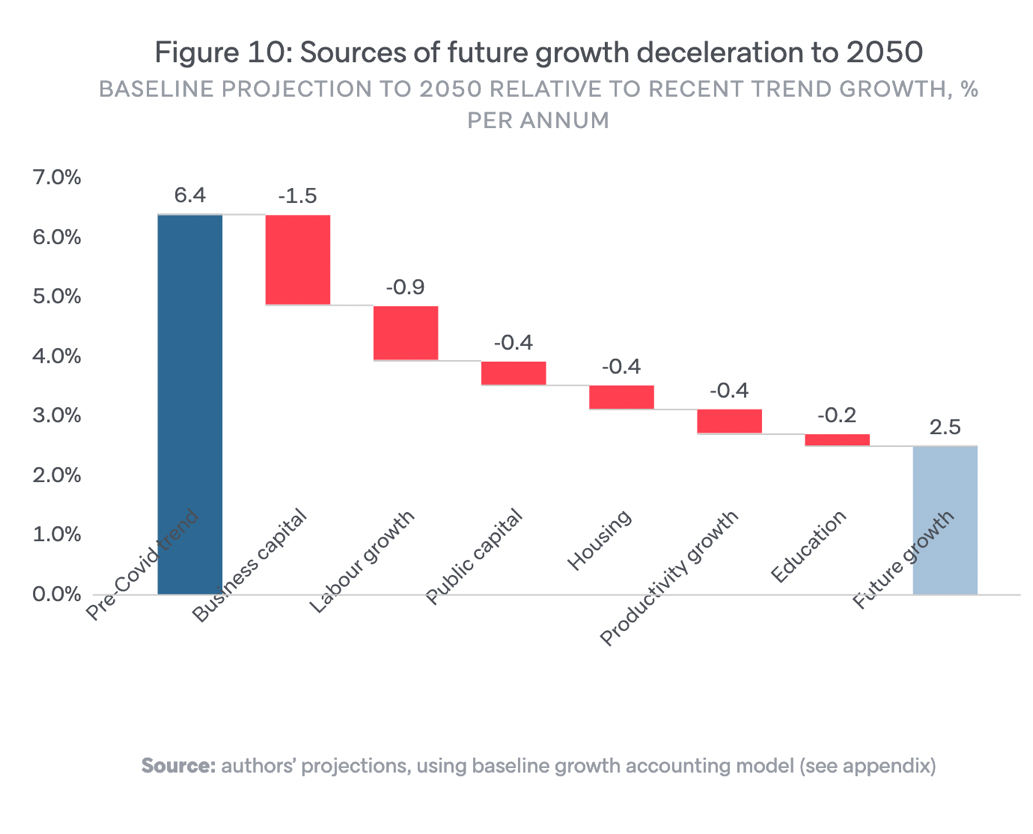 Figure 10: Sources of future growth deceleration to 2050
BASELINE PROJECTION TO 2050 RELATIVE TO RECENT TREND GROWTH, %
PER ANNUM
7.0%
6.0%
5.0%
4.0%
3.0%
2.0%
1.0%
0.0%
6.4
-1.5
-0.9
-0.4
-0.4
-0.4
-0.2
2.5
Pre-Covid trend
Business capital
Labour growth
Public capital
Housing
Productivity growth
Education
Future growth
Source: authors’ projections, using baseline growth accounting model (see appendix)